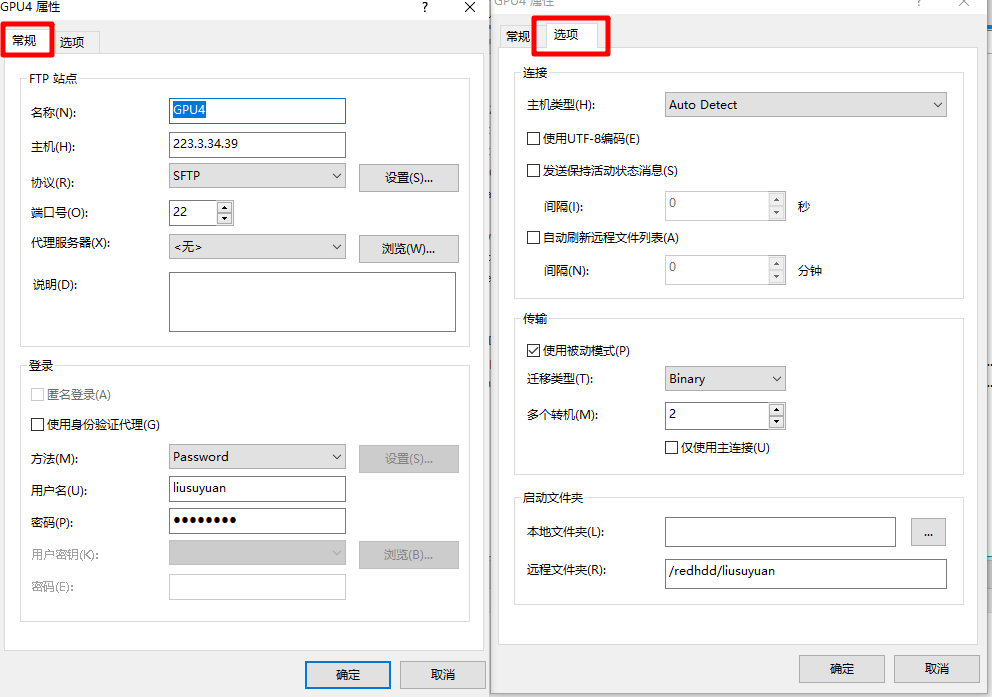 GPU4 属性
?
常规
选项
FTP 站点
名称(N):
GPU4
主机(H):
223.3.34.39
协议(R):
SFTP
设置(S)...
端口号(O):
22
代理服务器(X):
<无>
浏览(W)...
说明(D):
登录
匿名登录(A)
使用身份验证代理(G)
方法(M):
Password
设置(S)...
用户名(U):
liusuyuan
密码(P):
●●●●●●●●
用户密钥(K):
浏览(B)...
密码(E):
确定
取消
GPU4 属性
?
常规
选项
连接
主机类型(H):
Auto Detect
使用UTF-8编码(E)
发送保持活动状态消息(S)
间隔(I):
0
秒
自动刷新远程文件列表(A)
间隔(N):
0
分钟
传输
使用被动模式(P)
迁移类型(T):
Binary
多个转机(M):
2
仅使用主连接(U)
启动文件夹
本地文件夹(L):
...
远程文件夹(R):
/redhdd/liusuyuan
确定
取消